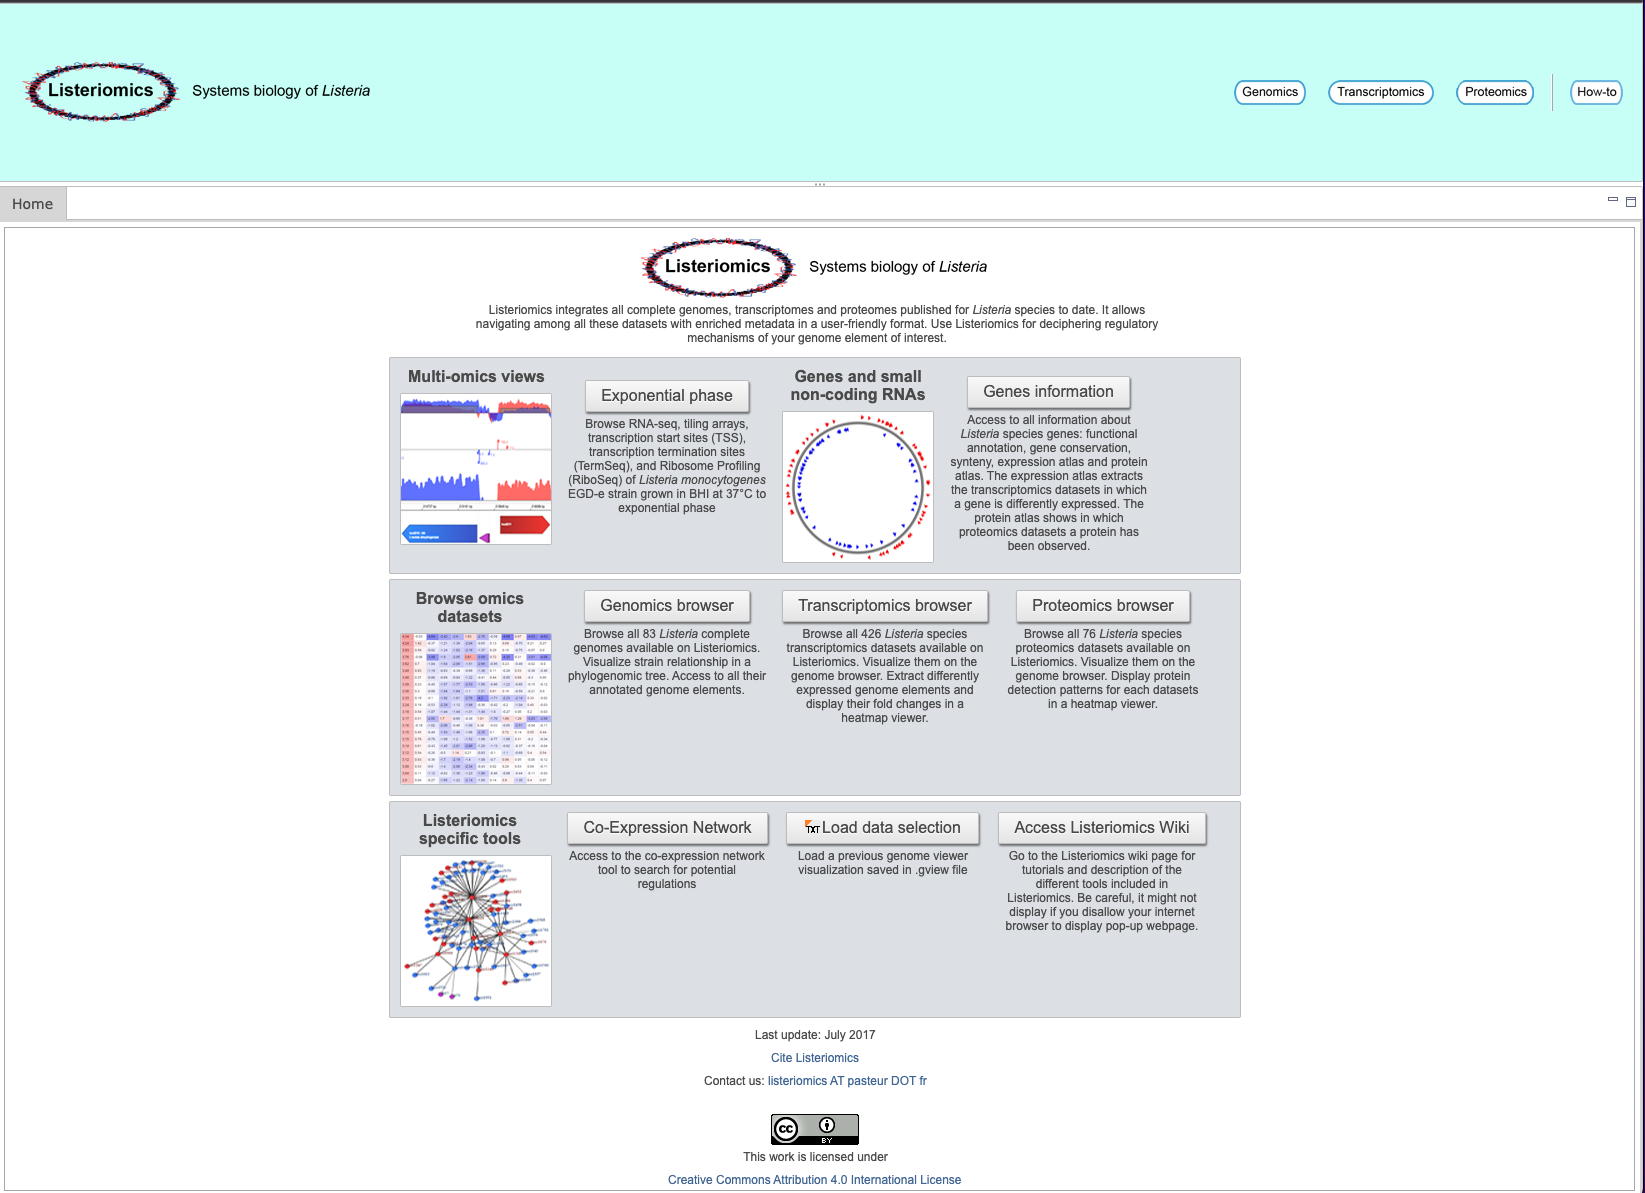 Listeriomics
Systems biology of Listeria
Genomics
Transcriptomics
Proteomics
How-to
Home
Listeriomics
Systems biology of Listeria
Listeriomics integrates all complete genomes, transcriptomes and proteomes published for Listeria species to date. It allows
navigating among all these datasets with enriched metadata in a user-friendly format. Use Listeriomics for deciphering regulatory
mechanisms of your genome element of interest.
Multi-omics views
Exponential phase
Browse RNA-seq, tiling arrays,
transcription start sites (TSS),
transcription termination sites
(TermSeq), and Ribosome Profiling
(RiboSeq) of Listeria monocytogenes
EGD-e strain grown in BHI at 37°C to
exponential phase
Genes and small
non-coding RNAs
Genes information
Access to all information about
Listeria species genes: functional
annotation, gene conservation,
synteny, expression atlas and protein
atlas. The expression atlas extracts
the transcriptomics datasets in which
a gene is differently expressed. The
protein atlas shows in which
proteomics datasets a protein has
been observed.
Browse omics
datasets
Genomics browser
Browse all 83 Listeria complete
genomes available on Listeriomics.
Visualize strain relationship in a
phylogenomic tree. Access to all their
annotated genome elements.
Transcriptomics browser
Browse all 426 Listeria species
transcriptomics datasets available on
Listeriomics. Visualize them on the
genome browser. Extract differently
expressed genome elements and
display their fold changes in a
heatmap viewer.
Proteomics browser
Browse all 76 Listeria species
proteomics datasets available on
Listeriomics. Visualize them on the
genome browser. Display protein
detection patterns for each datasets
in a heatmap viewer.
Listeriomics
specific tools
Co-Expression Network
Access to the co-expression network
tool to search for potential
regulations
TXT Load data selection
Load a previous genome viewer
visualization saved in .gview file
Access Listeriomics Wiki
Go to the Listeriomics wiki page for
tutorials and description of the
different tools included in
Listeriomics. Be careful, it might not
display if you disallow your internet
browser to display pop-up webpage.
Last update: July 2017
Cite Listeriomics
Contact us: listeriomics AT pasteur DOT fr
cc
BY
This work is licensed under
Creative Commons Attribution 4.0 International License